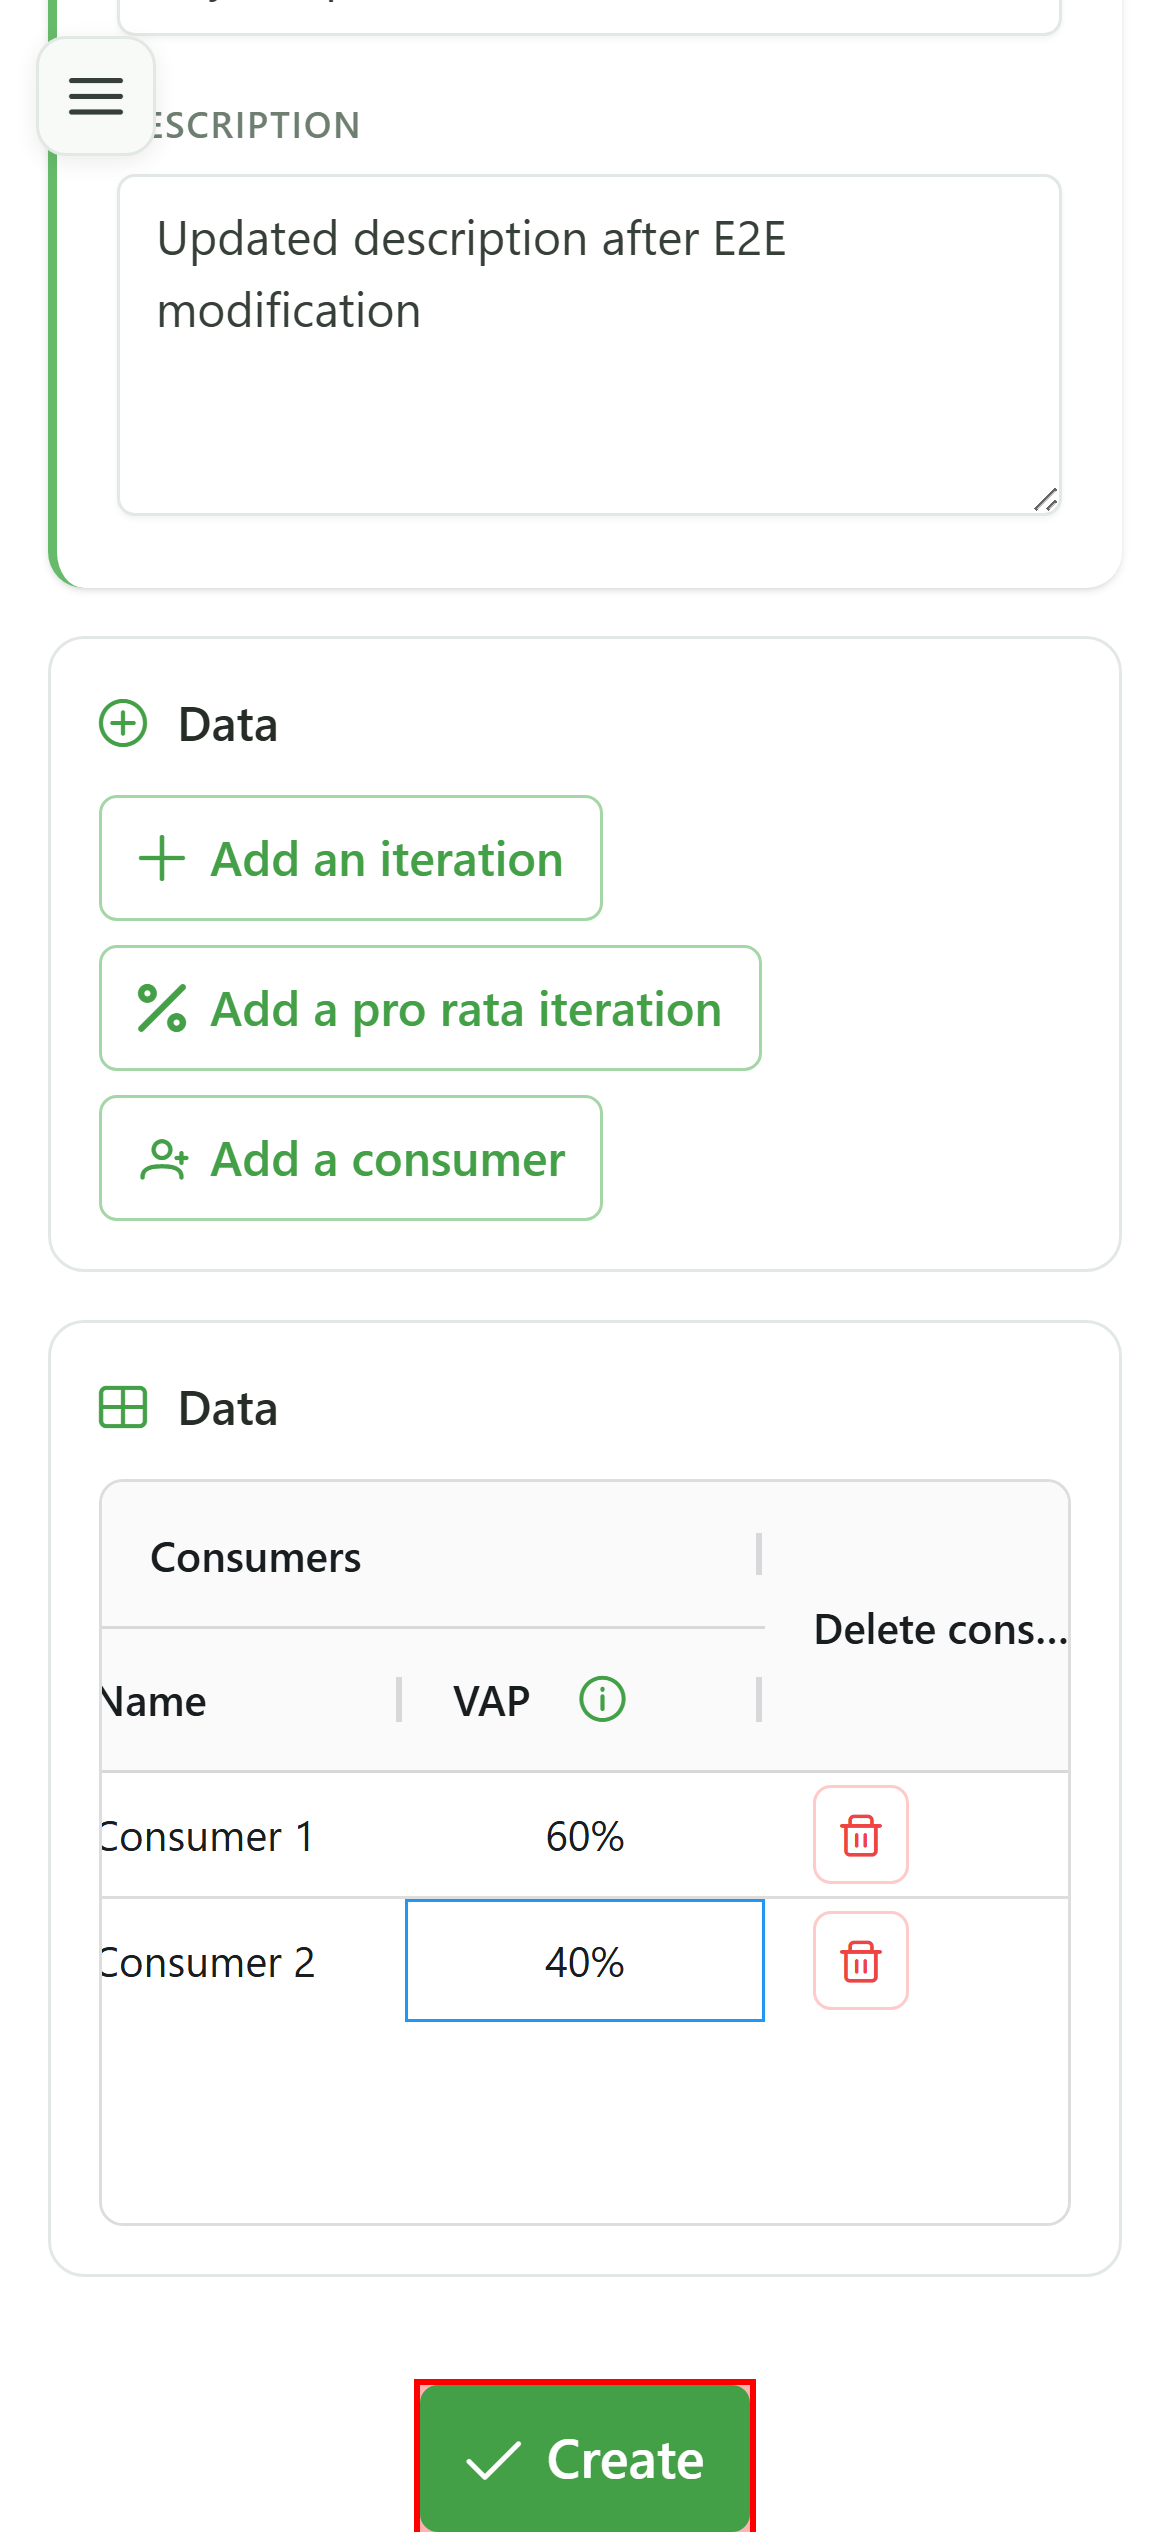 ESCRIPTION
Updated description after E2E
modification
Data
Add an iteration
Add a pro rata iteration
Add a consumer
Data
Consumers
Delete cons...
Name
VAP
Consumer 1
60%
Consumer 2
40%
Create